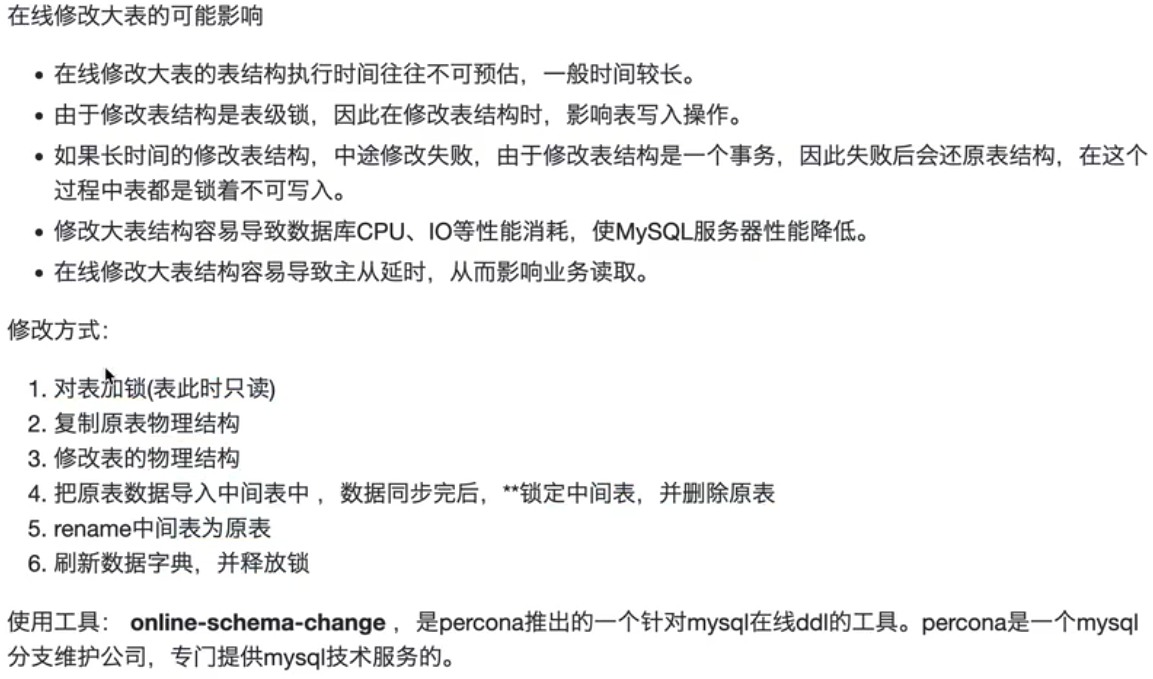 在线修改大表的可能影响
• 在线修改大表的表结构执行时间往往不可预估，一般时间较长。
• 由于修改表结构是表级锁，因此在修改表结构时，影响表写入操作。
• 如果长时间的修改表结构，中途修改失败，由于修改表结构是一个事务，因此失败后会还原表结构，在这个
过程中表都是锁着不可写入。
• 修改大表结构容易导致数据库CPU、IO等性能消耗，使MySQL服务器性能降低。
• 在线修改大表结构容易导致主从延时，从而影响业务读取。
修改方式：
1. 对表加锁(表此时只读)
2. 复制原表物理结构
3. 修改表的物理结构
4. 把原表数据导入中间表中 ，数据同步完后，**锁定中间表，并删除原表
5. rename中间表为原表
6. 刷新数据字典，并释放锁
使用工具： online-schema-change ，是percona推出的一个针对mysql在线ddl的工具。percona是一个mysql
分支维护公司，专门提供mysql技术服务的。